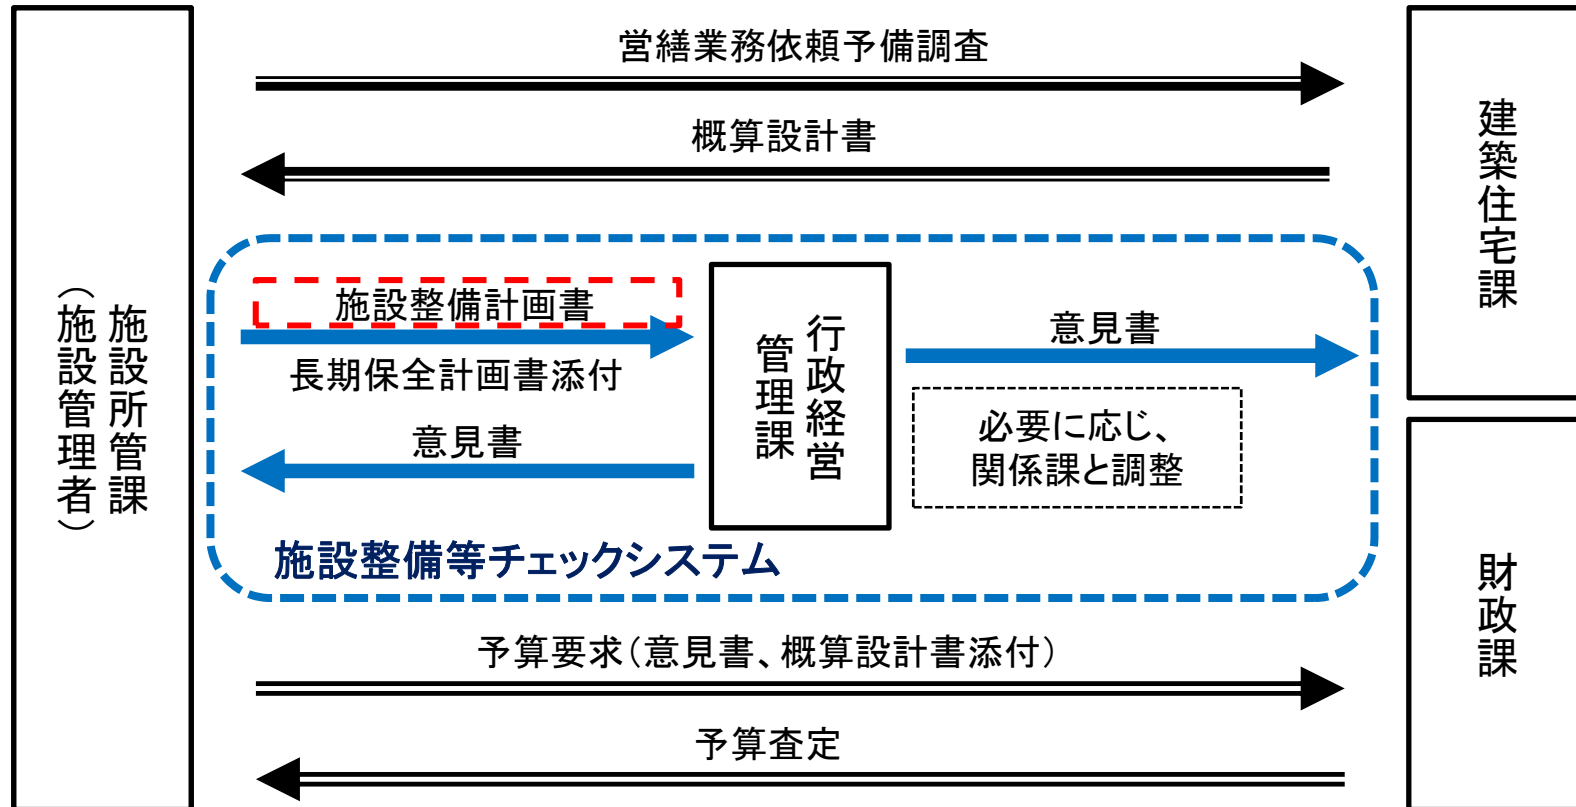 施設所管課
（施設管理者）
営繕業務依頼予備調査
概算設計書
建築住宅課
施設整備計画書
長期保全計画書添付
意見書
行政経営
管理課
意見書
必要に応じ、
関係課と調整
施設整備等チェックシステム
予算要求（意見書、概算設計書添付）
予算査定
財政課